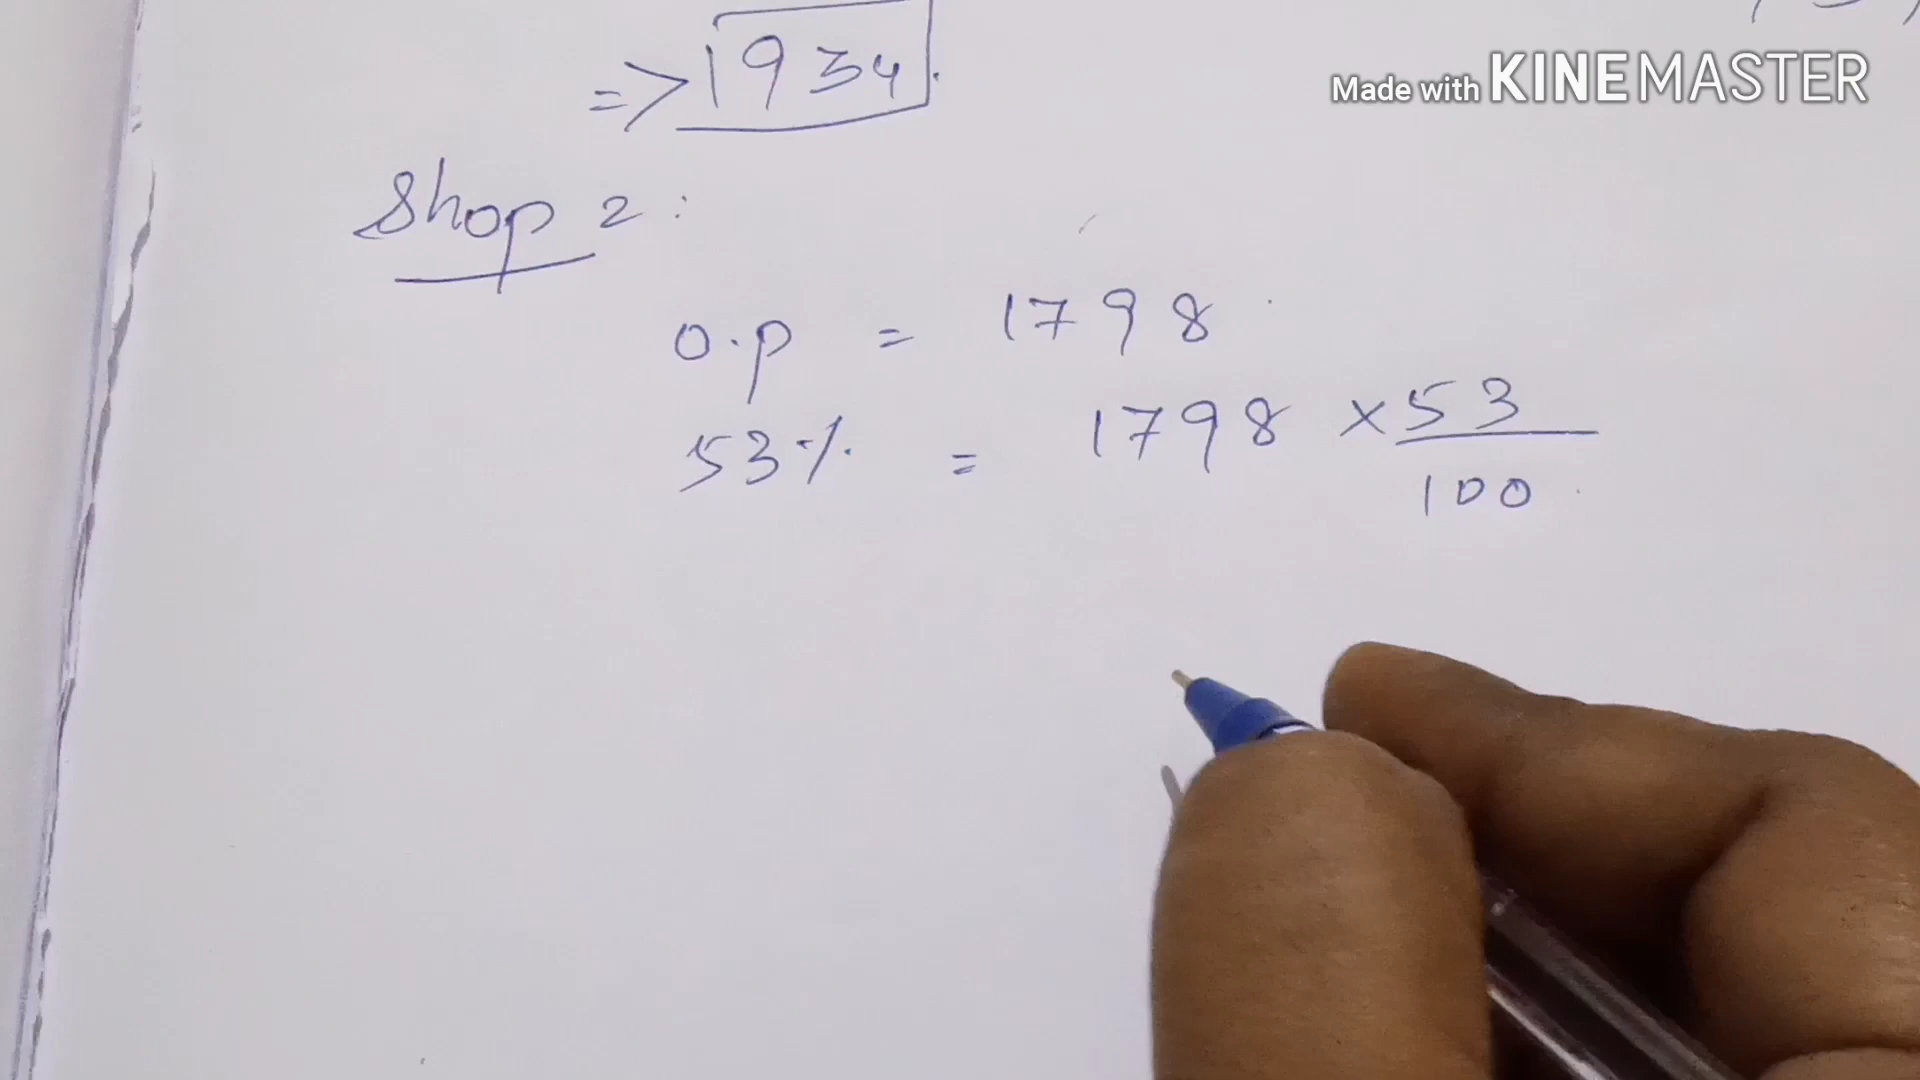 => 1934.
Made with KINEMASTER
Shop 2 :
O.P = 1798
53% = 1798 × 53
100